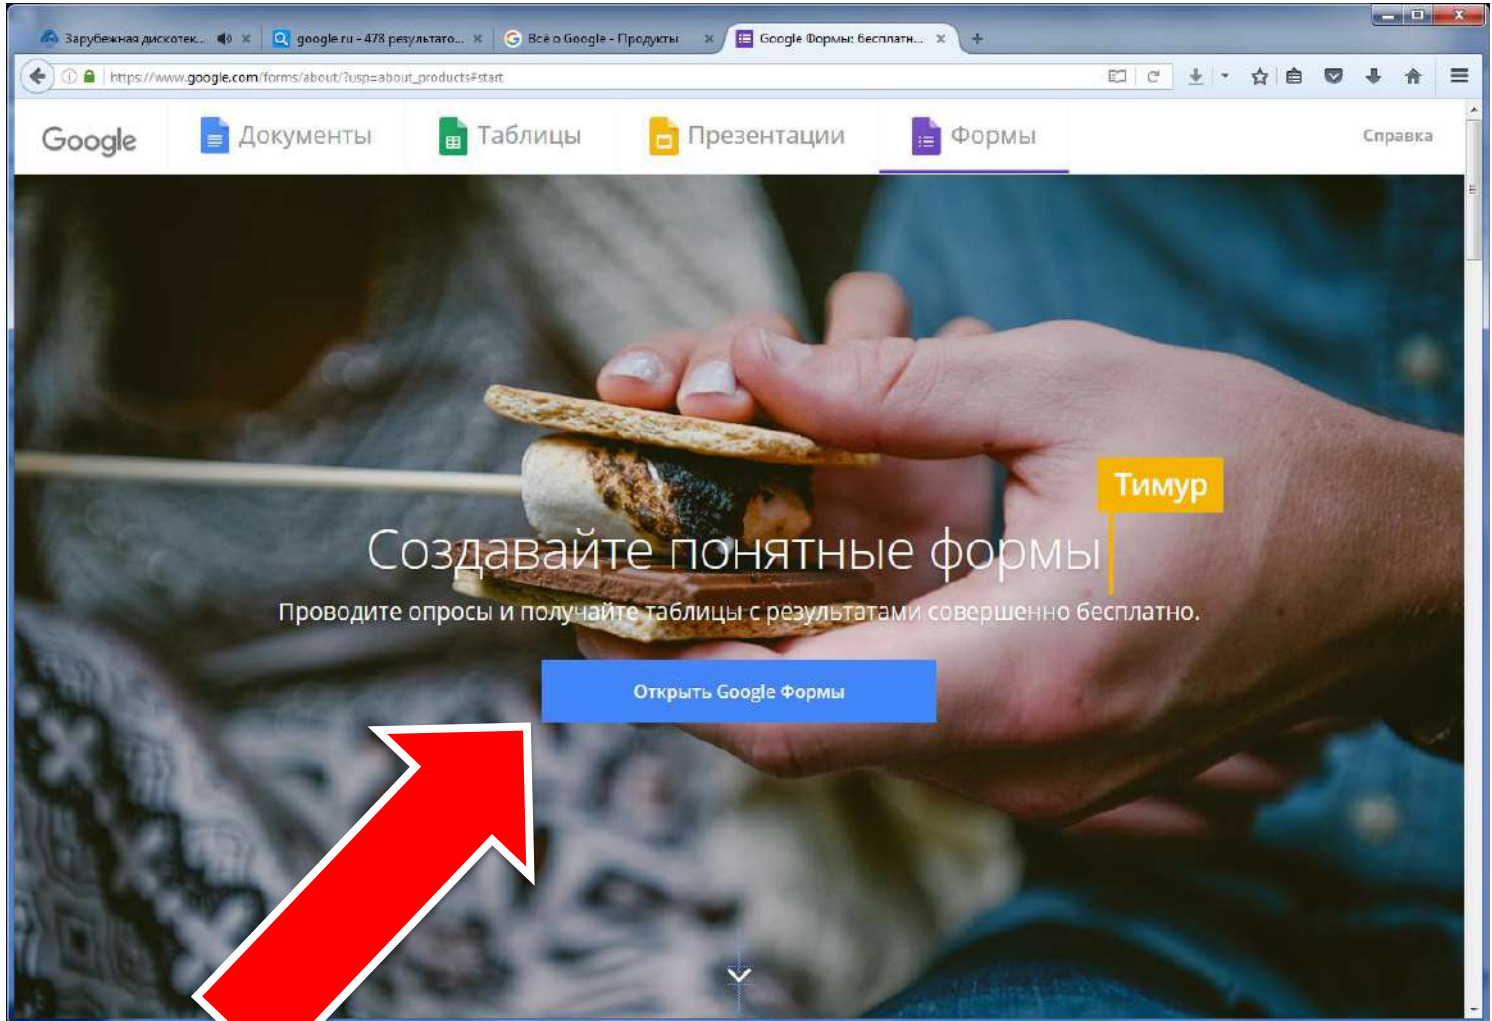 Зарубежная дискотек...
google.ru - 478 результато...
Всё о Google - Продукты
Google Формы: бесплатн...
https://www.google.com/forms/about/?usp=about_products#start
Google
Документы
Таблицы
Презентации
Формы
Справка
Тимур
Создавайте понятные формы
Проводите опросы и получайте таблицы с результатами совершенно бесплатно.
Открыть Google Формы